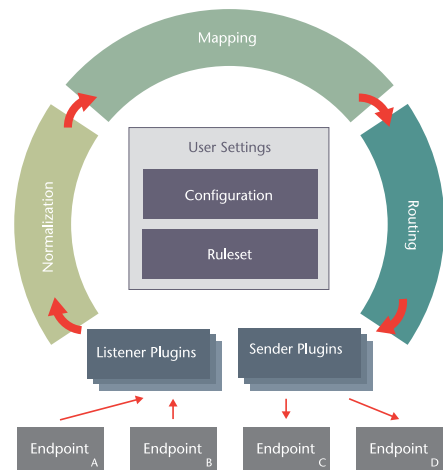 Mapping
Normalization
Routing
User Settings
Configuration
Ruleset
Listener Plugins
Sender Plugins
Endpoint A
Endpoint B
Endpoint C
Endpoint D